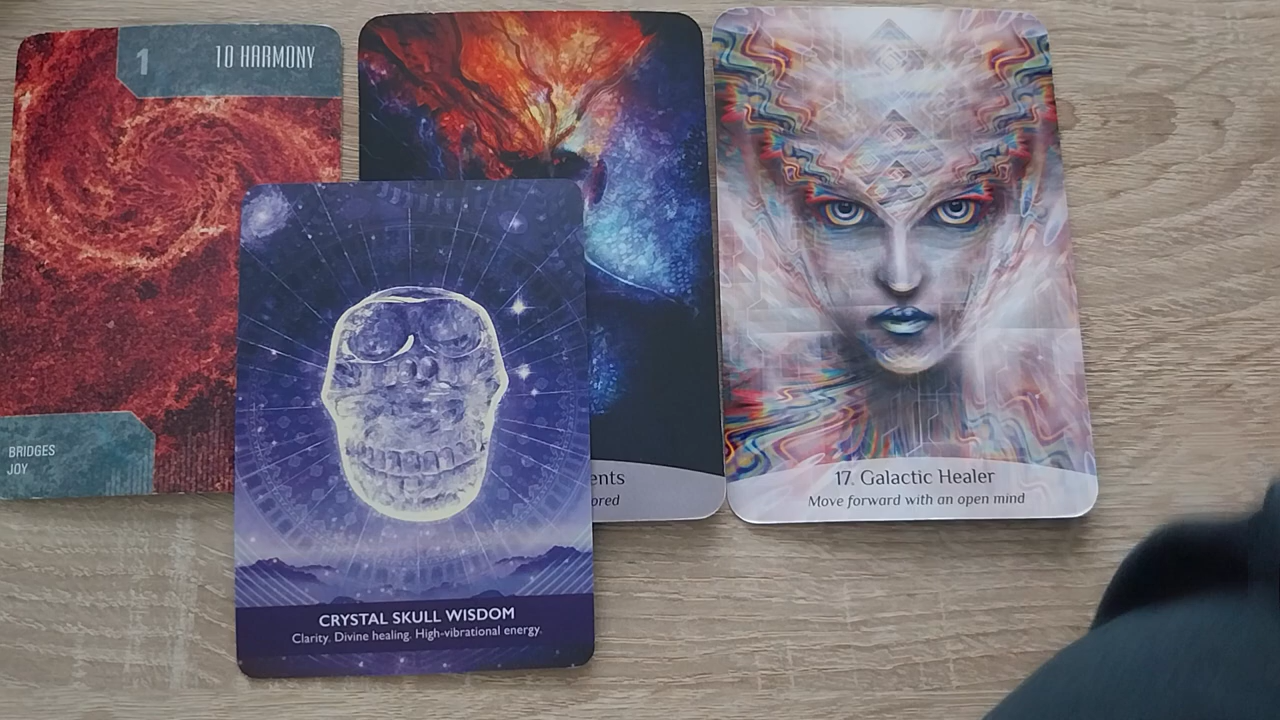 1 10 HARMONY
BRIDGES
JOY
ents
ored
17. Galactic Healer
Move forward with an open mind
CRYSTAL SKULL WISDOM
Clarity. Divine healing. High-vibrational energy.